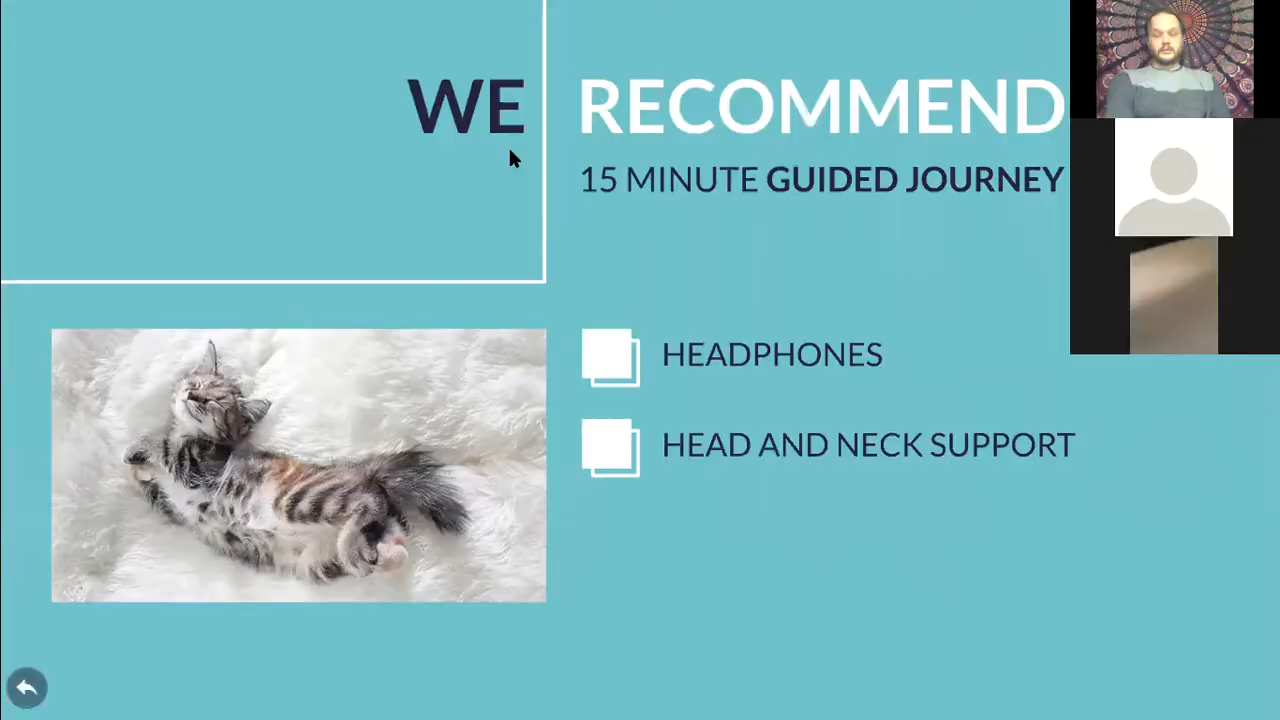 WE RECOMMEND
15 MINUTE GUIDED JOURNEY
HEADPHONES
HEAD AND NECK SUPPORT